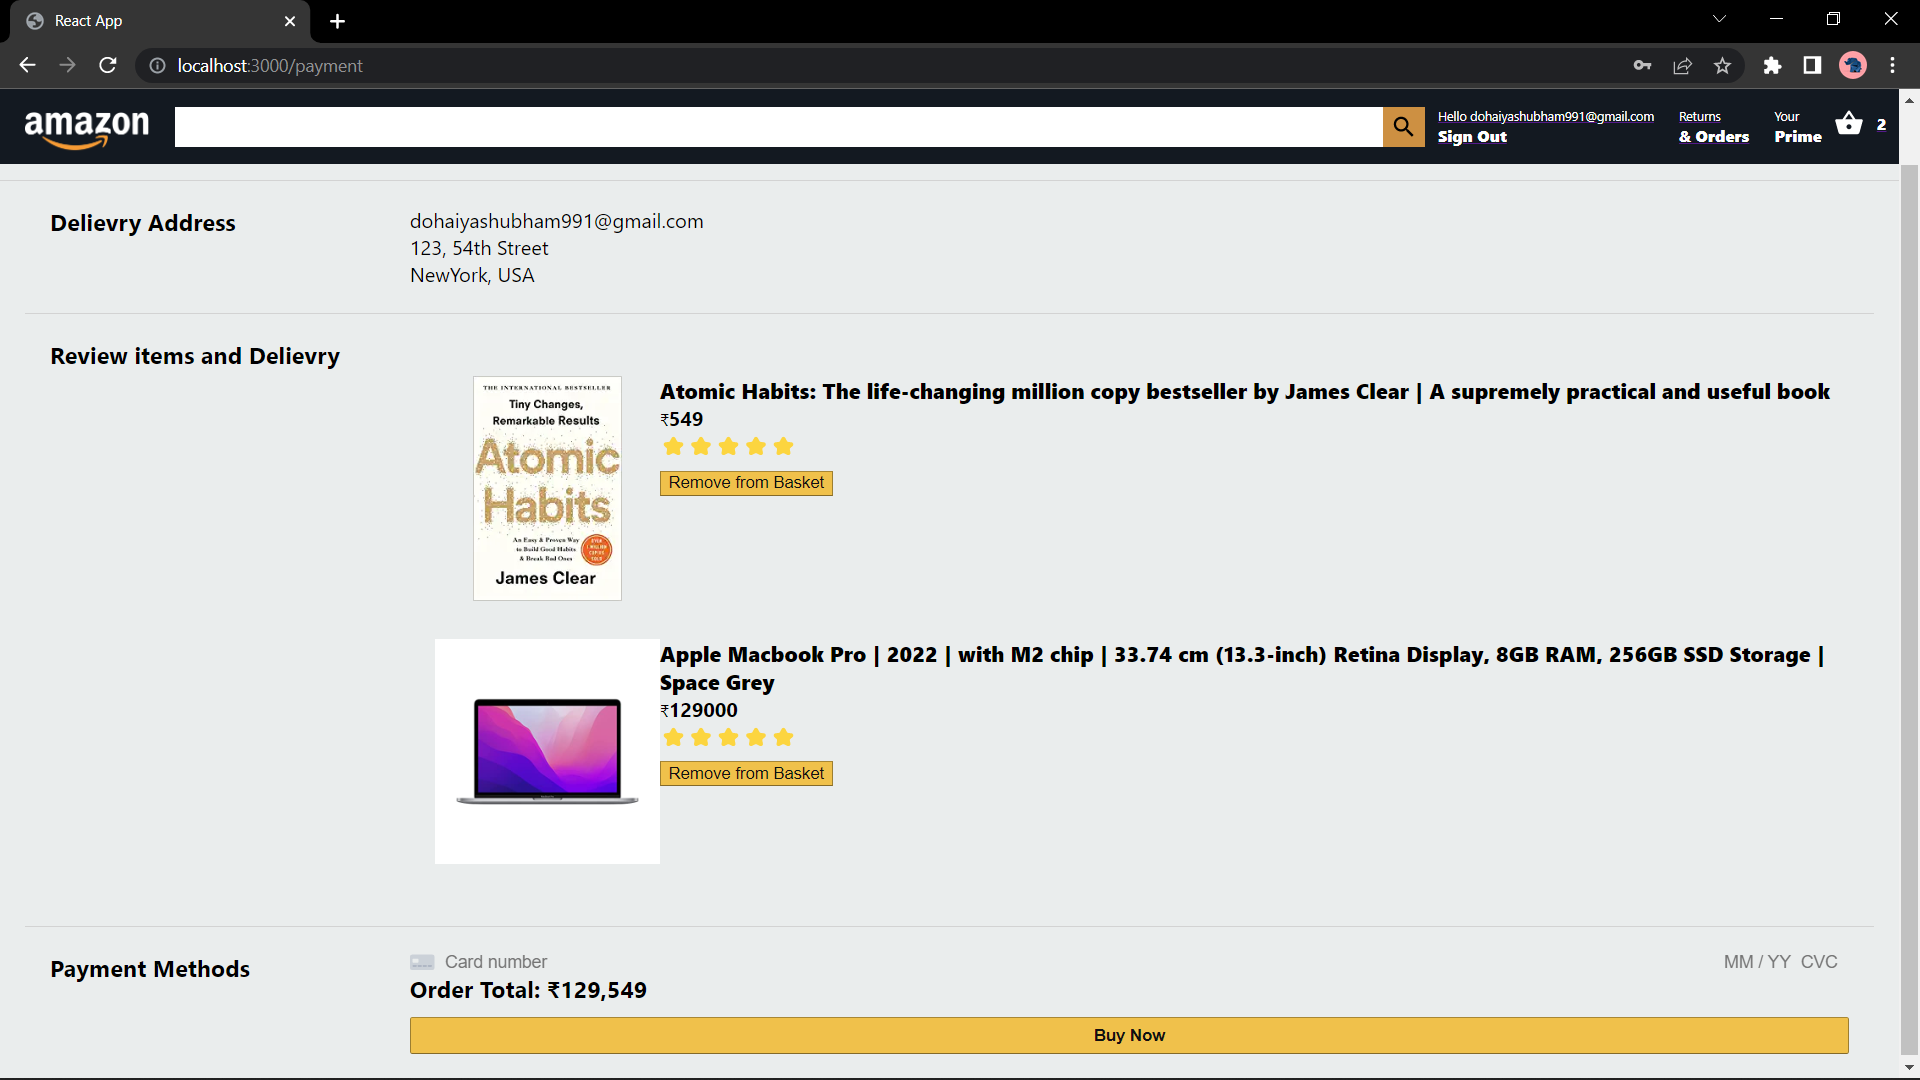 React App
localhost:3000/payment
amazon
Hello dohaiyashubham991@gmail.com
Sign Out
Returns
& Orders
Your
Prime
2
Delievry Address
dohaiyashubham991@gmail.com
123, 54th Street
NewYork, USA
Review items and Delievry
THE INTERNATIONAL BESTSELLER
Tiny Changes,
Remarkable Results
Atomic
Habits
An Easy & Proven Way
to Build Good Habits
& Break Bad Ones
OVER
1 MILLION
COPIES
SOLD
James Clear
Atomic Habits: The life-changing million copy bestseller by James Clear | A supremely practical and useful book
₹549
Remove from Basket
Apple Macbook Pro | 2022 | with M2 chip | 33.74 cm (13.3-inch) Retina Display, 8GB RAM, 256GB SSD Storage |
Space Grey
₹129000
Remove from Basket
Payment Methods
Card number
MM / YY CVC
Order Total: ₹129,549
Buy Now